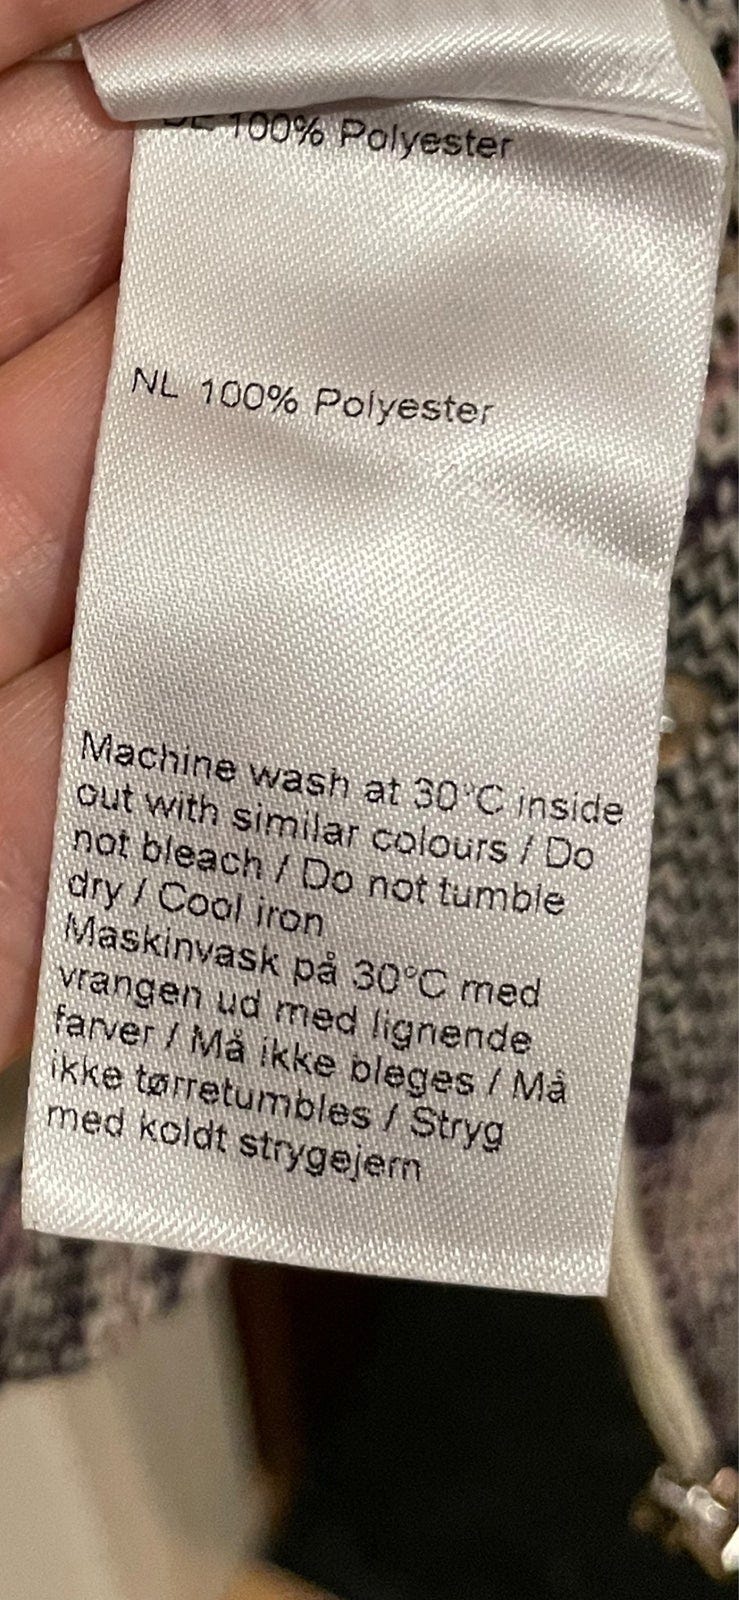 DE 100% Polyester
NL 100% Polyester
Machine wash at 30°C inside
out with similar colours / Do
not bleach / Do not tumble
dry / Cool iron
Maskinvask på 30°C med
vrangen ud med lignende
farver / Må ikke bleges / Må
ikke tørretumbles / Stryg
med koldt strygejern